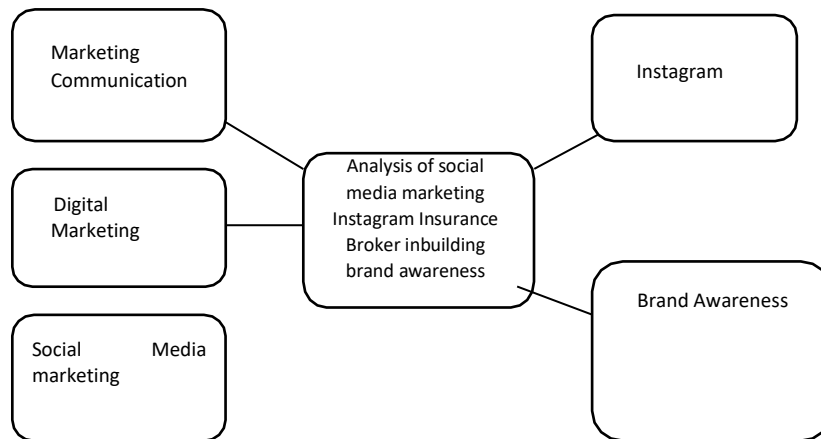 Marketing
Communication
Digital
Marketing
Social Media
marketing
Analysis of social
media marketing
Instagram Insurance
Broker inbuilding
brand awareness
Instagram
Brand Awareness